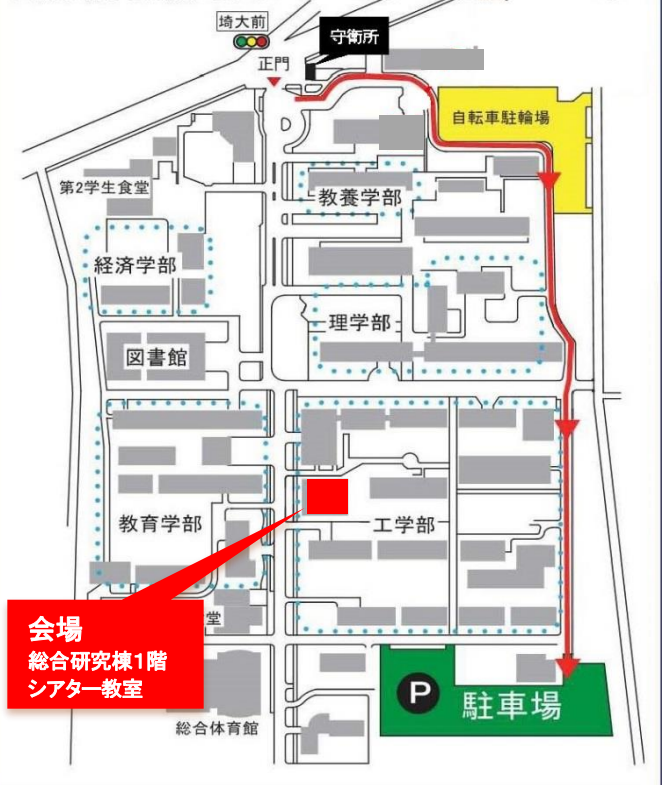 埼大前
守衛所
正門
自転車駐輪場
第2学生食堂
教養学部
経済学部
理学部
図書館
教育学部
工学部
会場
総合研究棟1階
シアター教室
堂
P
駐車場
総合体育館